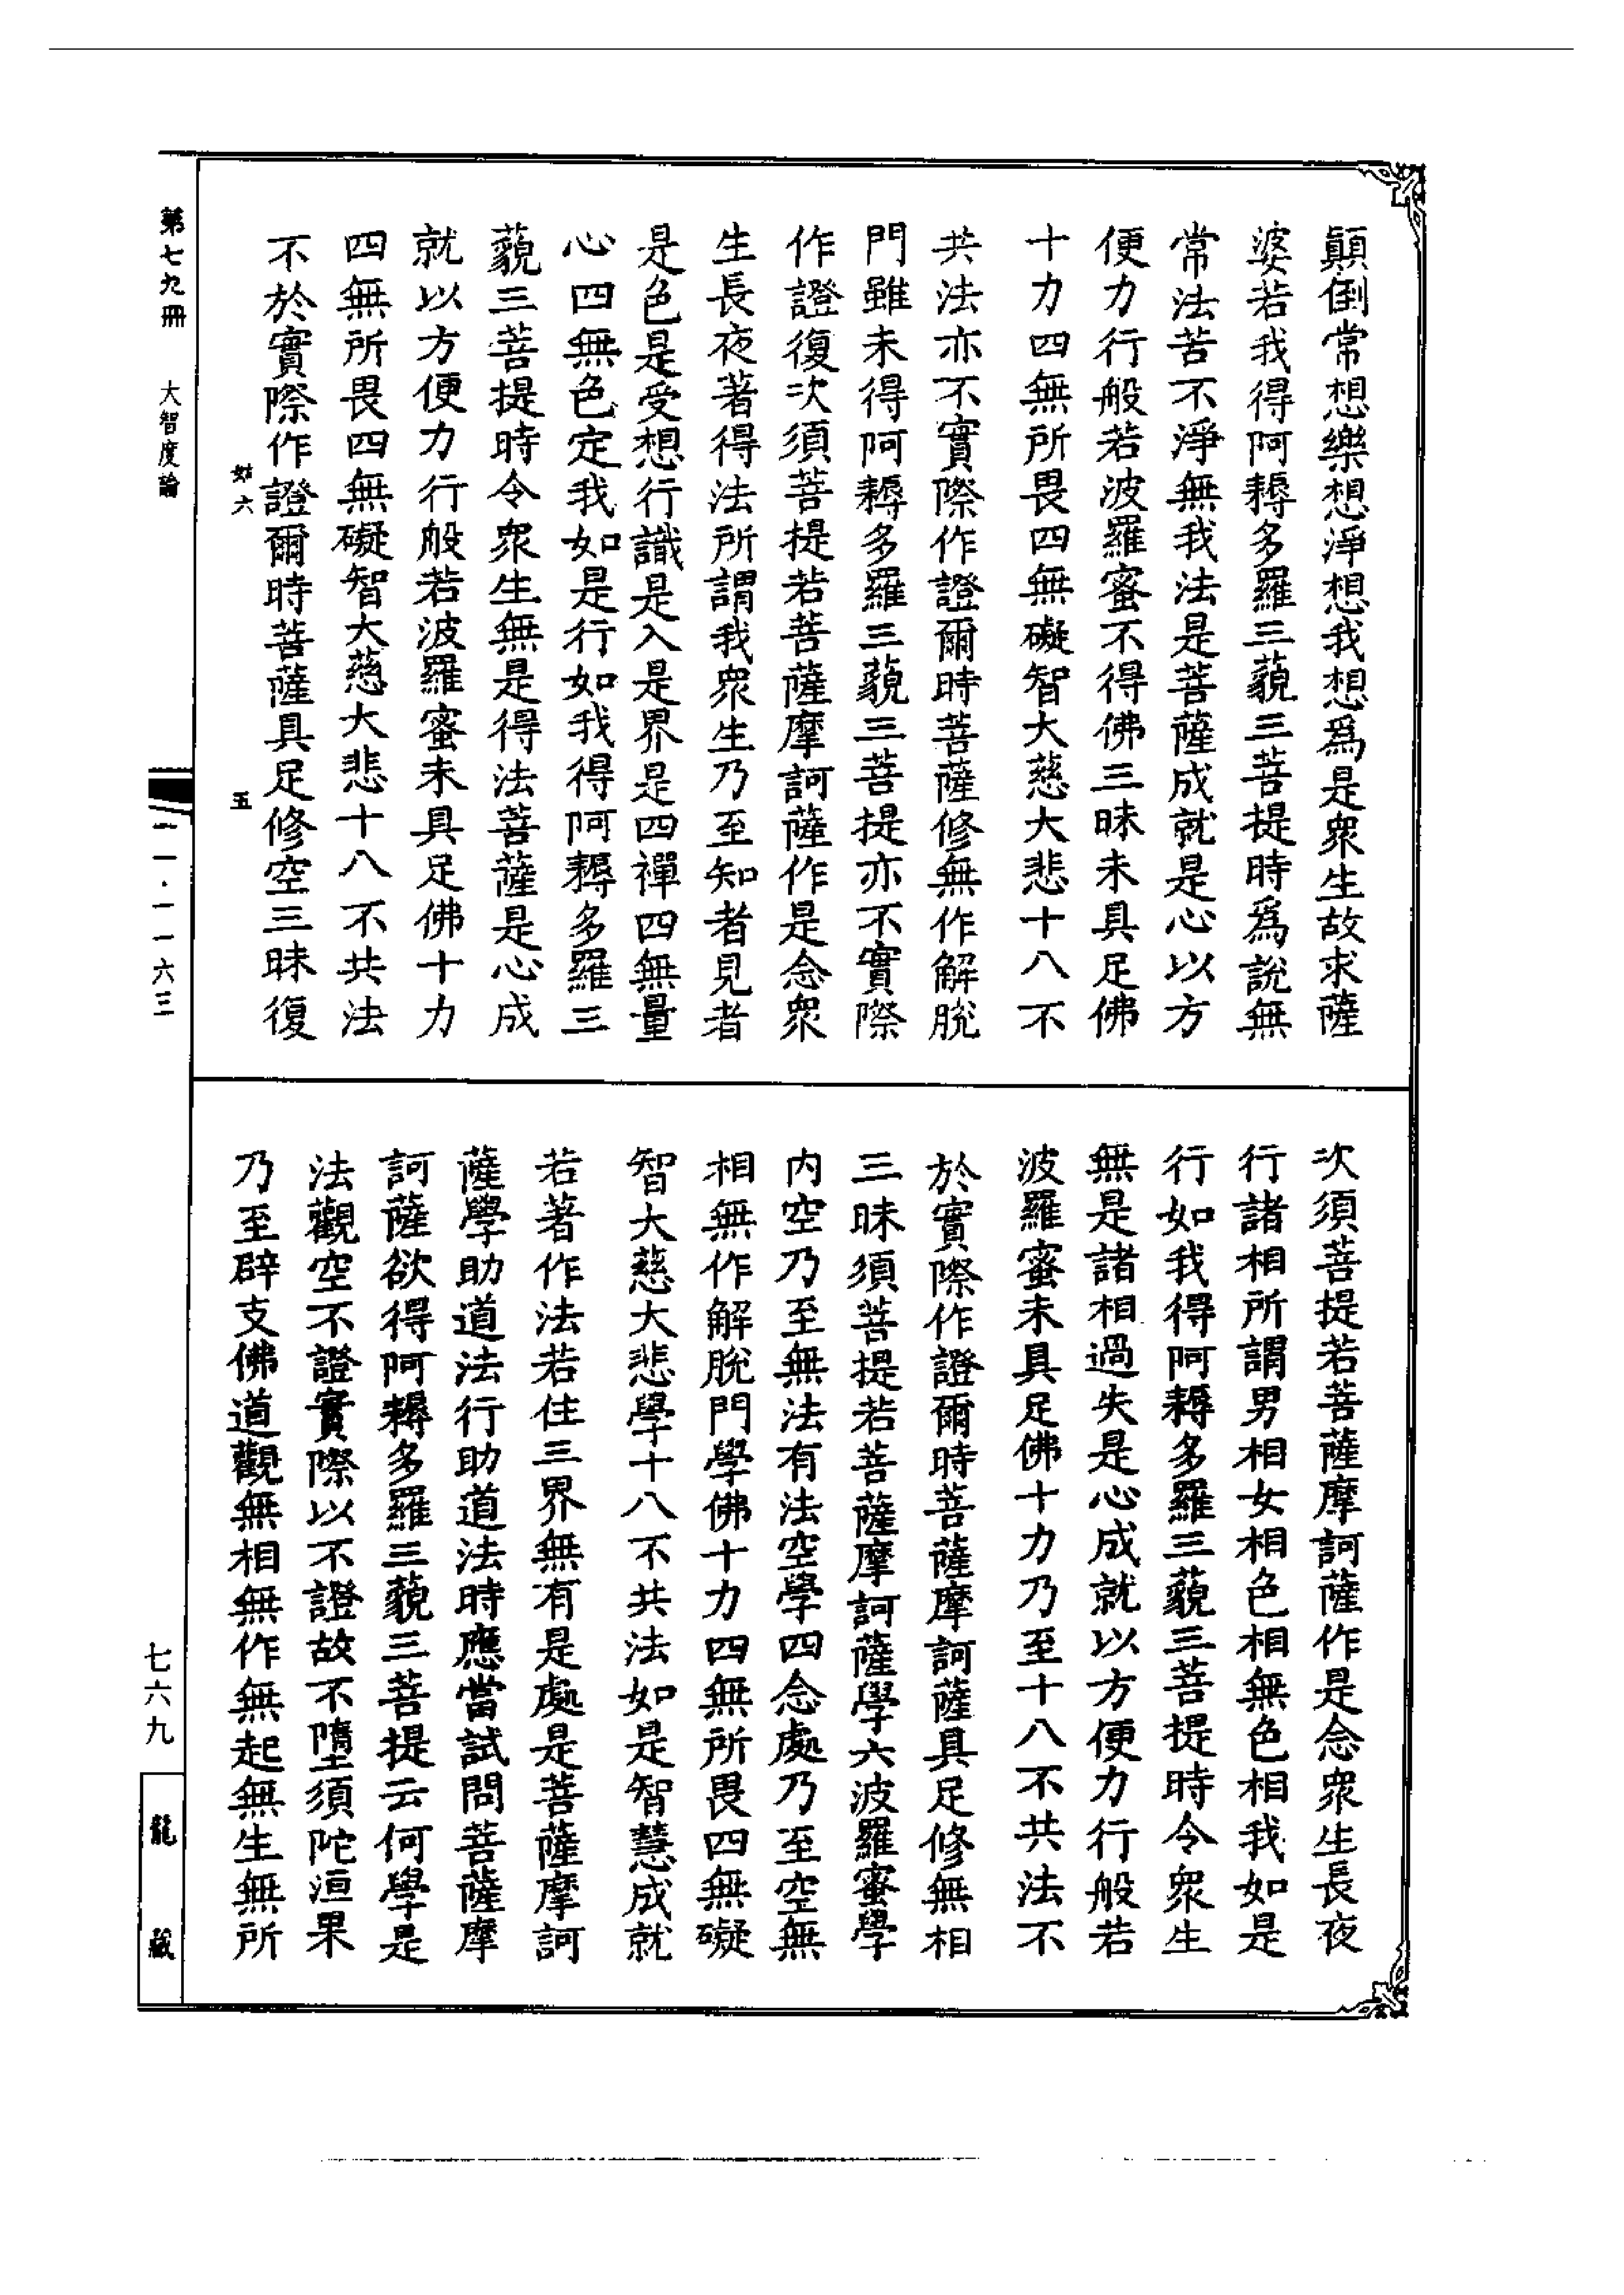 顛倒常想樂想淨想我想爲是衆生故求薩
婆若我得阿耨多羅三藐三菩提時爲說無
常法苦不淨無我法是菩薩成就是心以方
便力行般若波羅蜜不得佛三昧未具足佛
十力四無所畏四無礙智大慈大悲十八不
共法亦不實際作證爾時菩薩修無作解脫
門雖未得阿耨多羅三藐三菩提亦不實際
作證復次須菩提若菩薩摩訶薩作是念衆
生長夜著得法所謂我衆生乃至知者見者
是色是受想行識是入是界是四禪四無量
心四無色定我如是行如我得阿耨多羅三
藐三菩提時令衆生無是得法菩薩是心成
就以方便力行般若波羅蜜未具足佛十力
四無所畏四無礙智大慈大悲十八不共法
不於實際作證爾時菩薩具足修空三昧復
次須菩提若菩薩摩訶薩作是念衆生長夜
行諸相所謂男相女相色相無色相我如是
行如我得阿耨多羅三藐三菩提時令衆生
無是諸相過失是心成就以方便力行般若
波羅蜜未具足佛十力乃至十八不共法不
於實際作證爾時菩薩摩訶薩具足修無相
三昧須菩提若菩薩摩訶薩學六波羅蜜學
内空乃至無法有法空學四念處乃至空無
相無作解脫門學佛十力四無所畏四無礙
智大慈大悲學十八不共法如是智慧成就
若著作法若住三界無有是處是菩薩摩訶
薩學助道法行助道法時應當試問菩薩摩
訶薩欲得阿耨多羅三藐三菩提云何學是
法觀空不證實際以不證故不墮須陀洹果
乃至辟支佛道觀無相無作無起無生無所
如六
五
第七九冊 大智度論
一一·一一六三
七六九
龍藏